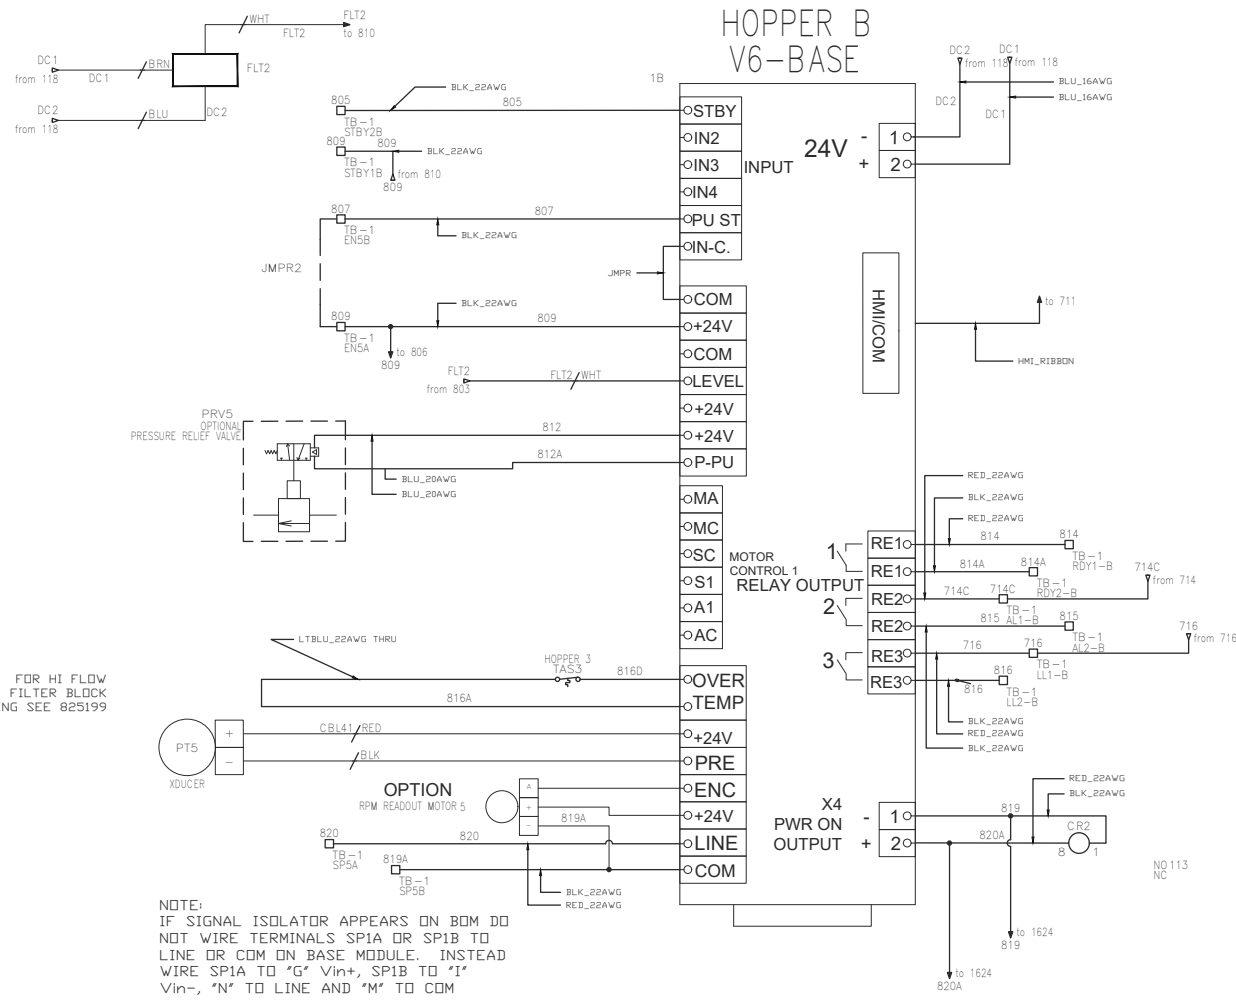 HOPPER B
V6-BASE
WHT
FLT2
to 810
FLT2
DC1
from 118
DC1
BRN
FLT2
DC2
from 118
BLU
DC2
1B
BLK_22AWG
805
805
TB-1
STBY2B
809
809
BLK_22AWG
TB-1
STBY1B
from 810
809
807
807
TB-1
EN5B
BLK_22AWG
JMPR2
JMPR
BLK_22AWG
809
809
TB-1
EN5A
to 806
809
FLT2
from 803
FLT2
WHT
PRV5
OPTIONAL
PRESSURE RELIEF VALVE
812
812A
BLU_20AWG
BLU_20AWG
STBY
IN2
IN3
IN4
INPUT
PU ST
IN-C.
COM
+24V
COM
LEVEL
+24V
+24V
P-PU
MA
MC
SC
S1
A1
AC
MOTOR
CONTROL 1
RELAY OUTPUT
OVER
TEMP
+24V
PRE
ENC
+24V
LINE
COM
24V
-
+
1
2
DC2
from 118
DC1
from 118
BLU_16AWG
BLU_16AWG
DC2
DC1
HMI/COM
to 711
HMI_RIBBON
RED_22AWG
BLK_22AWG
RED_22AWG
1
RE1
814
814
TB-1
RDY1-B
RE1
814A
814A
TB-1
RDY2-B
714C
from 714
2
RE2
714C
714C
TB-1
AL1-B
RE2
815
815
TB-1
AL2-B
716
from 716
3
RE3
716
716
TB-1
LL1-B
RE3
816
816
TB-1
LL2-B
BLK_22AWG
RED_22AWG
BLK_22AWG
LTBLU_22AWG THRU
HOPPER 3
TAS3
816D
816A
FOR HI FLOW
FILTER BLOCK
NG SEE 825199
PT5
+
-
XDUCER
CBL41
RED
BLK
OPTION
RPM READOUT MOTOR 5
A
+
-
819A
820
820
TB-1
SP5A
819A
TB-1
SP5B
BLK_22AWG
RED_22AWG
X4
PWR ON
OUTPUT
-
+
1
2
RED_22AWG
BLK_22AWG
819
820A
CR2
8
1
NO113
NC
to 1624
819
to 1624
820A
NOTE:
IF SIGNAL ISOLATOR APPEARS ON BOM DO
NOT WIRE TERMINALS SP1A OR SP1B TO
LINE OR COM ON BASE MODULE. INSTEAD
WIRE SP1A TO "G" Vin+, SP1B TO "I"
Vin-, "N" TO LINE AND "M" TO COM